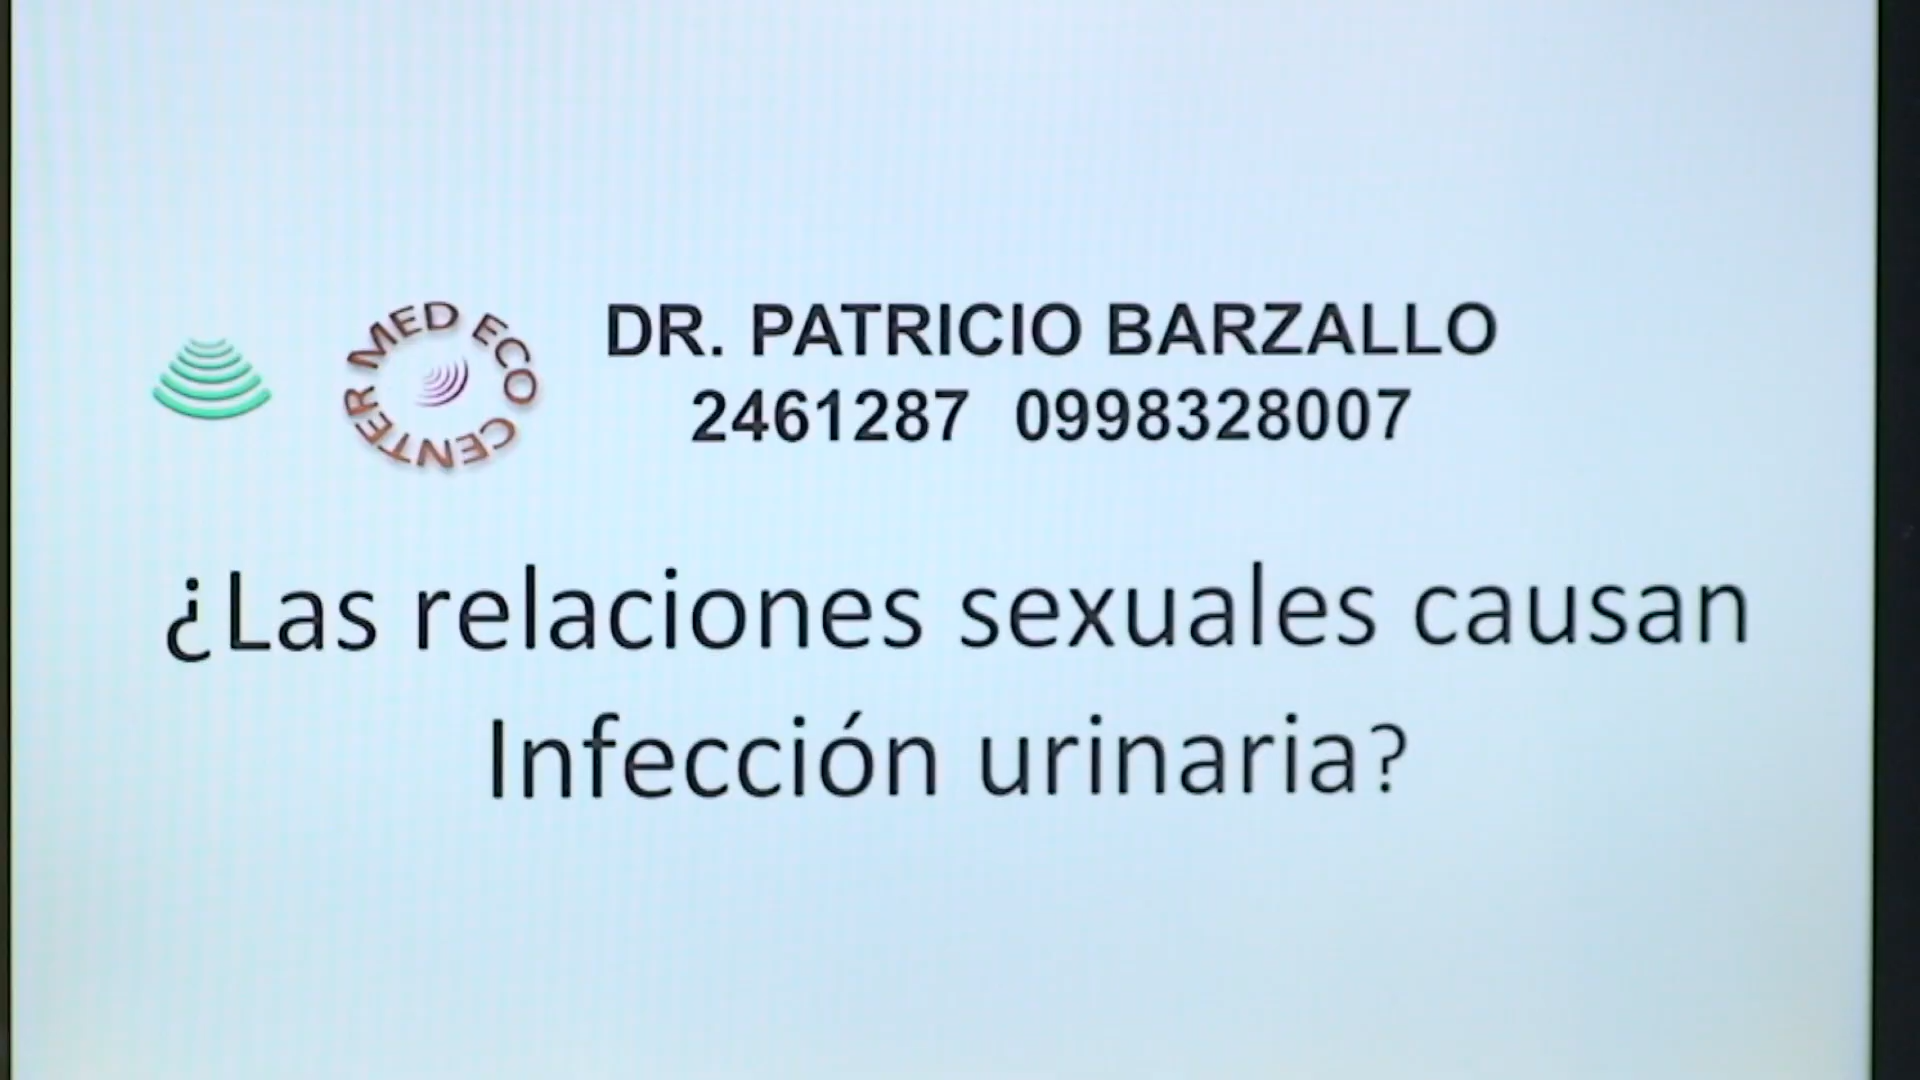 MED ECO CENTER
DR. PATRICIO BARZALLO
2461287 0998328007
¿Las relaciones sexuales causan
Infección urinaria?